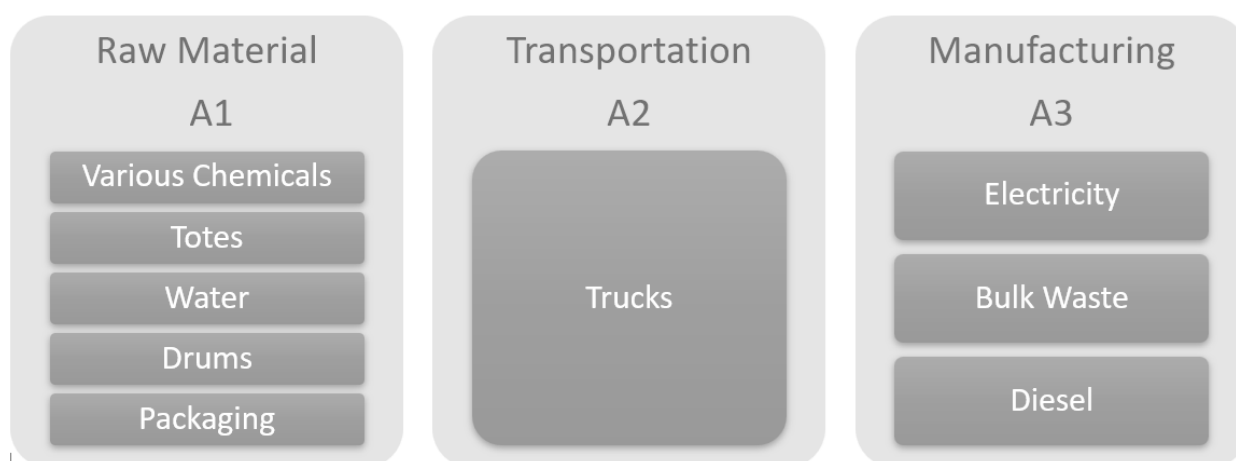 Raw Material
A1
Various Chemicals
Totes
Water
Drums
Packaging
Transportation
A2
Trucks
Manufacturing
A3
Electricity
Bulk Waste
Diesel